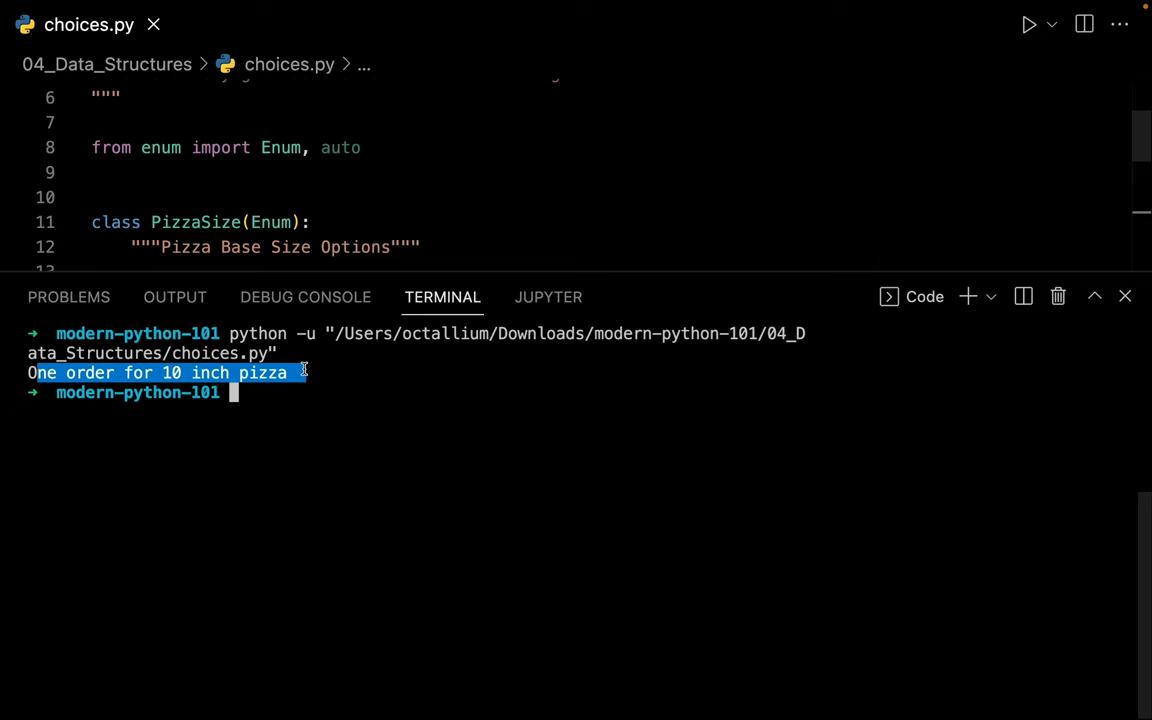 choices.py
04_Data_Structures > choices.py > ...
6 """
7
8 from enum import Enum, auto
9
10
11 class PizzaSize(Enum):
12 """Pizza Base Size Options"""
13
PROBLEMS OUTPUT DEBUG CONSOLE TERMINAL JUPYTER Code
→ modern-python-101 python -u "/Users/octallium/Downloads/modern-python-101/04_D
ata_Structures/choices.py"
One order for 10 inch pizza
→ modern-python-101